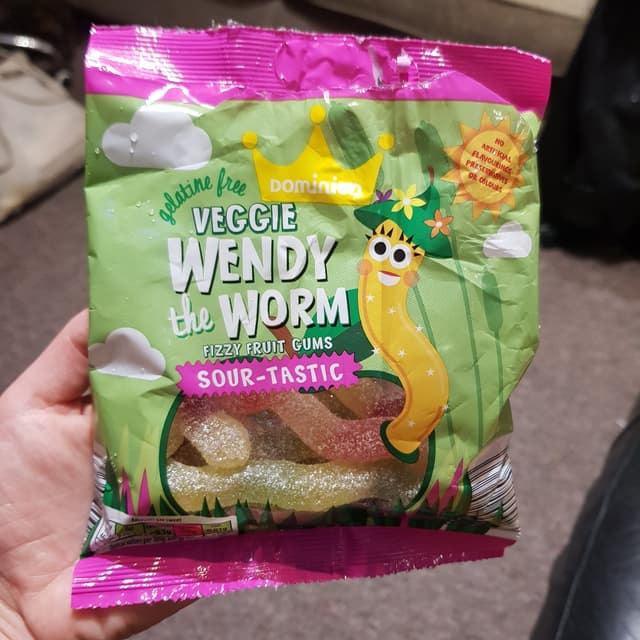 NO
ARTIFICIAL
FLAVOURINGS
PRESERVATIVES
OR COLOURS
Dominion
gelatine free
VEGGIE
WENDY
the WORM
FIZZY FRUIT GUMS
SOUR-TASTIC